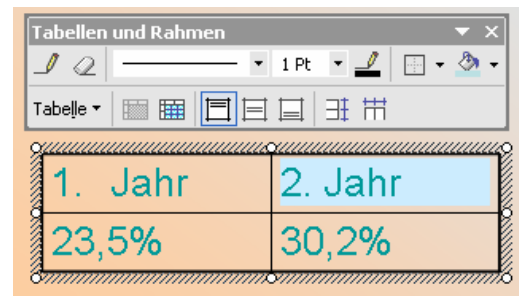 Tabellen und Rahmen
1 Pt
Tabelle
1. Jahr 2. Jahr
23,5% 30,2%